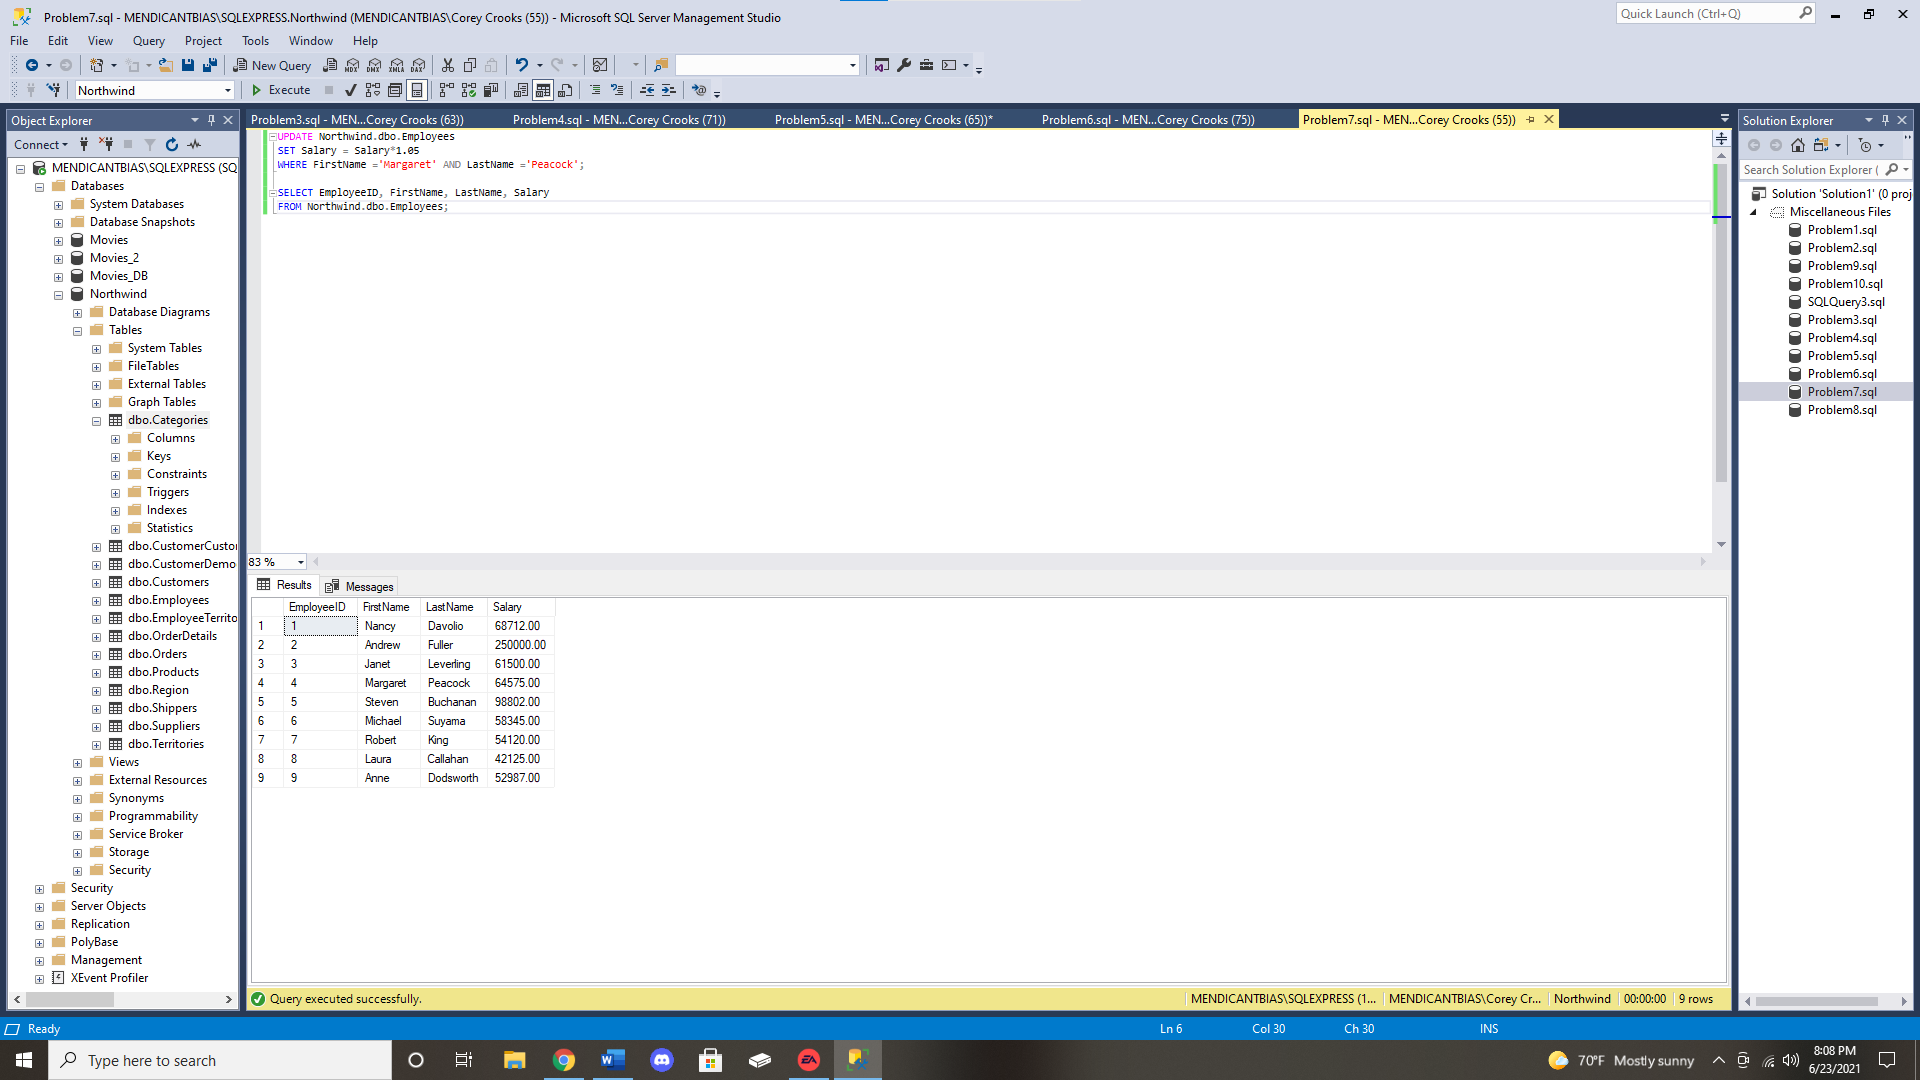 Problem7.sql - MENDICANTBIAS\SQLEXPRESS.Northwind (MENDICANTBIAS\Corey Crooks (55)) - Microsoft SQL Server Management Studio
Quick Launch (Ctrl+Q)
File Edit View Query Project Tools Window Help
New Query MDX DMX XMLA DAX
Northwind Execute
Object Explorer
Connect
MENDICANTBIAS\SQLEXPRESS (SQ
Databases
System Databases
Database Snapshots
Movies
Movies_2
Movies_DB
Northwind
Database Diagrams
Tables
System Tables
FileTables
External Tables
Graph Tables
dbo.Categories
Columns
Keys
Constraints
Triggers
Indexes
Statistics
dbo.CustomerCusto
dbo.CustomerDemo
dbo.Customers
dbo.Employees
dbo.EmployeeTerrito
dbo.OrderDetails
dbo.Orders
dbo.Products
dbo.Region
dbo.Shippers
dbo.Suppliers
dbo.Territories
Views
External Resources
Synonyms
Programmability
Service Broker
Storage
Security
Security
Server Objects
Replication
PolyBase
Management
XEvent Profiler
Problem3.sql - MEN...Corey Crooks (63)) Problem4.sql - MEN...Corey Crooks (71)) Problem5.sql - MEN...Corey Crooks (65))* Problem6.sql - MEN...Corey Crooks (75)) Problem7.sql - MEN...Corey Crooks (55))
UPDATE Northwind.dbo.Employees
SET Salary = Salary*1.05
WHERE FirstName ='Margaret' AND LastName ='Peacock';
SELECT EmployeeID, FirstName, LastName, Salary
FROM Northwind.dbo.Employees;
83 %
Results Messages
EmployeeID FirstName LastName Salary
1 1 Nancy Davolio 68712.00
2 2 Andrew Fuller 250000.00
3 3 Janet Leverling 61500.00
4 4 Margaret Peacock 64575.00
5 5 Steven Buchanan 98802.00
6 6 Michael Suyama 58345.00
7 7 Robert King 54120.00
8 8 Laura Callahan 42125.00
9 9 Anne Dodsworth 52987.00
Query executed successfully. MENDICANTBIAS\SQLEXPRESS (1... MENDICANTBIAS\Corey Cr... Northwind 00:00:00 9 rows
Solution Explorer
Search Solution Explorer (
Solution 'Solution1' (0 proj
Miscellaneous Files
Problem1.sql
Problem2.sql
Problem9.sql
Problem10.sql
SQLQuery3.sql
Problem3.sql
Problem4.sql
Problem5.sql
Problem6.sql
Problem7.sql
Problem8.sql
Ready Ln 6 Col 30 Ch 30 INS
Type here to search EA 70°F Mostly sunny 8:08 PM
6/23/2021